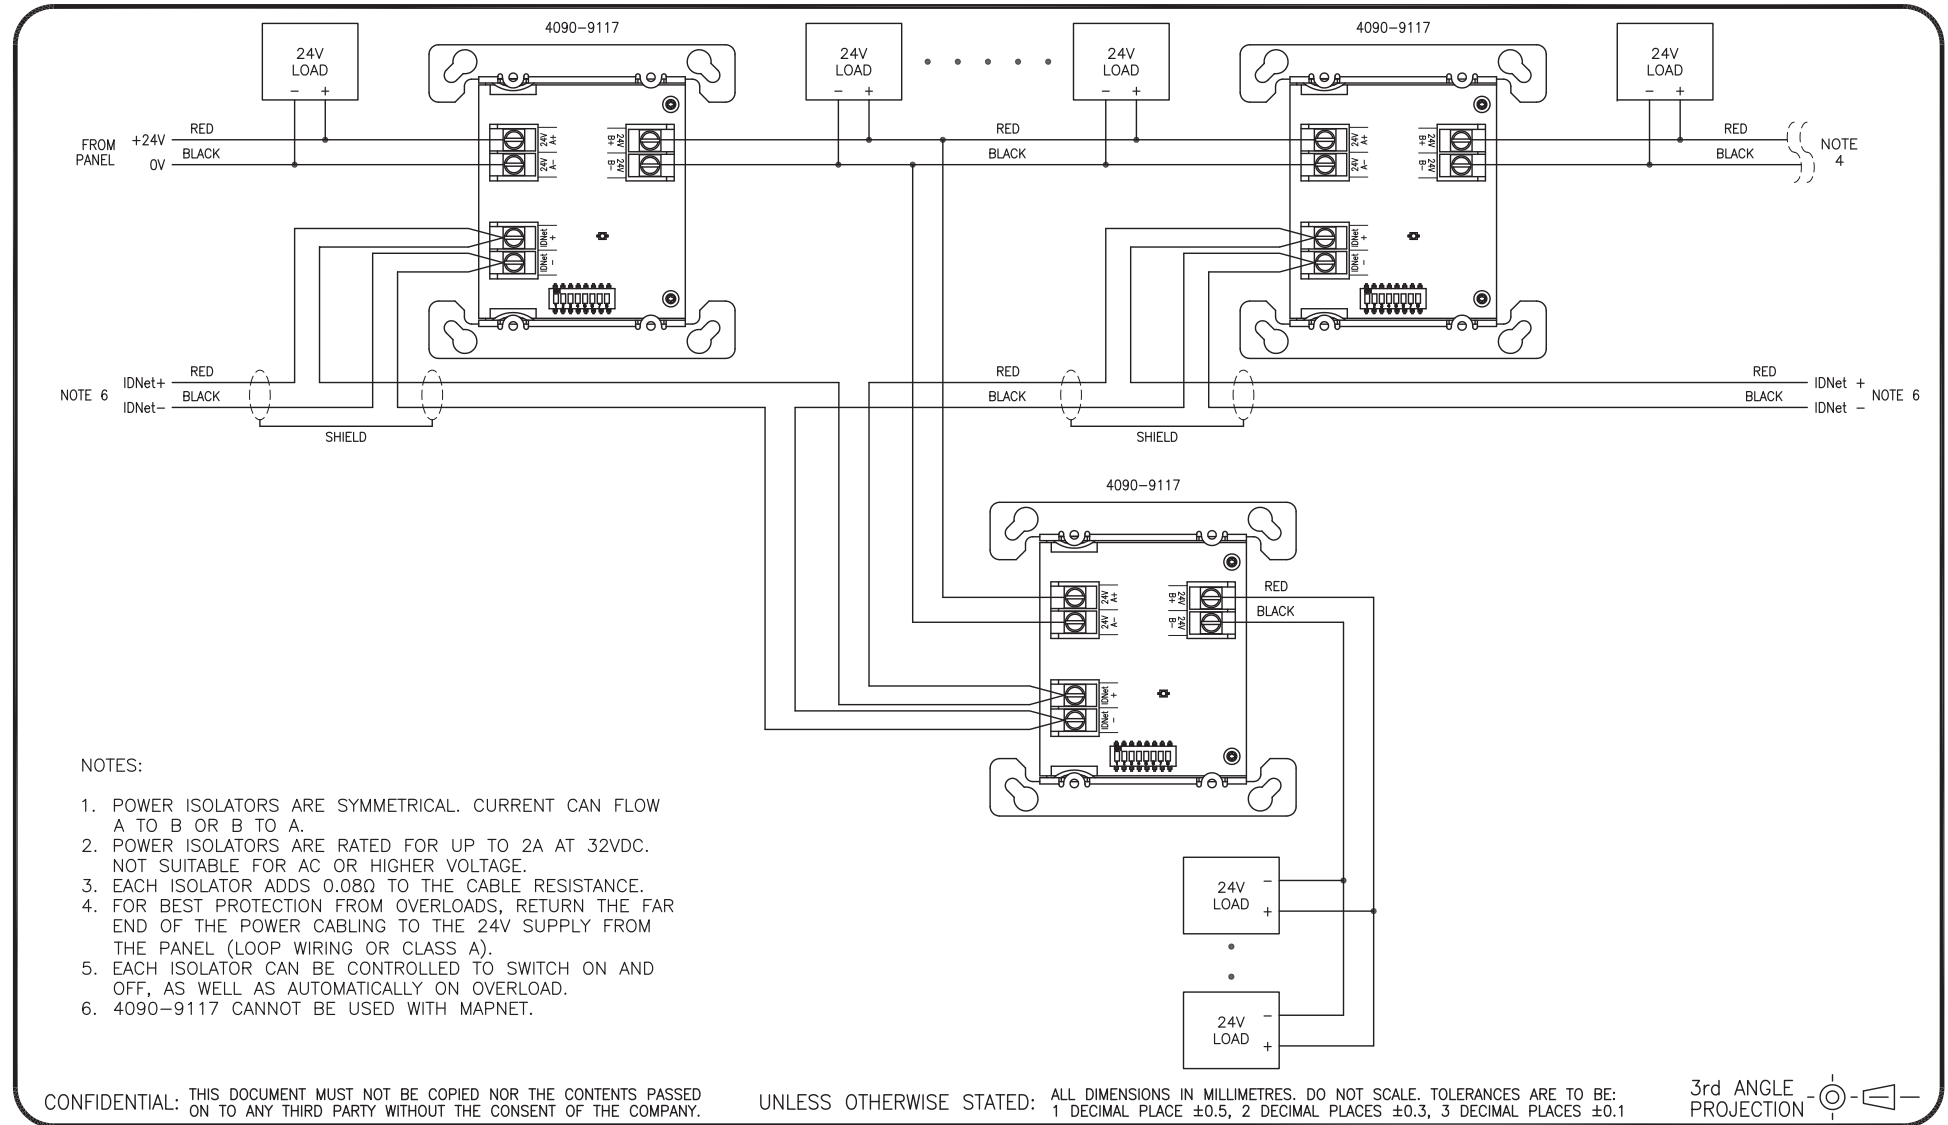 4090-9117
4090-9117
24V
LOAD
- +
24V
LOAD
- +
24V
LOAD
- +
24V
LOAD
- +
FROM
PANEL
+24V
0V
RED
BLACK
24V
A+
24V
A-
24V
B+
24V
B-
RED
BLACK
24V
A+
24V
A-
24V
B+
24V
B-
RED
BLACK
NOTE
4
IDNet
+
IDNet
-
IDNet
+
IDNet
-
NOTE 6
IDNet+
IDNet-
RED
BLACK
SHIELD
RED
BLACK
SHIELD
RED
BLACK
IDNet +
IDNet -
NOTE 6
4090-9117
24V
A+
24V
A-
24V
B+
24V
B-
RED
BLACK
IDNet
+
IDNet
-
24V
LOAD
-
+
24V
LOAD
-
+
NOTES:
1. POWER ISOLATORS ARE SYMMETRICAL. CURRENT CAN FLOW
A TO B OR B TO A.
2. POWER ISOLATORS ARE RATED FOR UP TO 2A AT 32VDC.
NOT SUITABLE FOR AC OR HIGHER VOLTAGE.
3. EACH ISOLATOR ADDS 0.08Ω TO THE CABLE RESISTANCE.
4. FOR BEST PROTECTION FROM OVERLOADS, RETURN THE FAR
END OF THE POWER CABLING TO THE 24V SUPPLY FROM
THE PANEL (LOOP WIRING OR CLASS A).
5. EACH ISOLATOR CAN BE CONTROLLED TO SWITCH ON AND
OFF, AS WELL AS AUTOMATICALLY ON OVERLOAD.
6. 4090-9117 CANNOT BE USED WITH MAPNET.
CONFIDENTIAL: THIS DOCUMENT MUST NOT BE COPIED NOR THE CONTENTS PASSED
ON TO ANY THIRD PARTY WITHOUT THE CONSENT OF THE COMPANY.
UNLESS OTHERWISE STATED: ALL DIMENSIONS IN MILLIMETRES. DO NOT SCALE. TOLERANCES ARE TO BE:
1 DECIMAL PLACE ±0.5, 2 DECIMAL PLACES ±0.3, 3 DECIMAL PLACES ±0.1
3rd ANGLE
PROJECTION